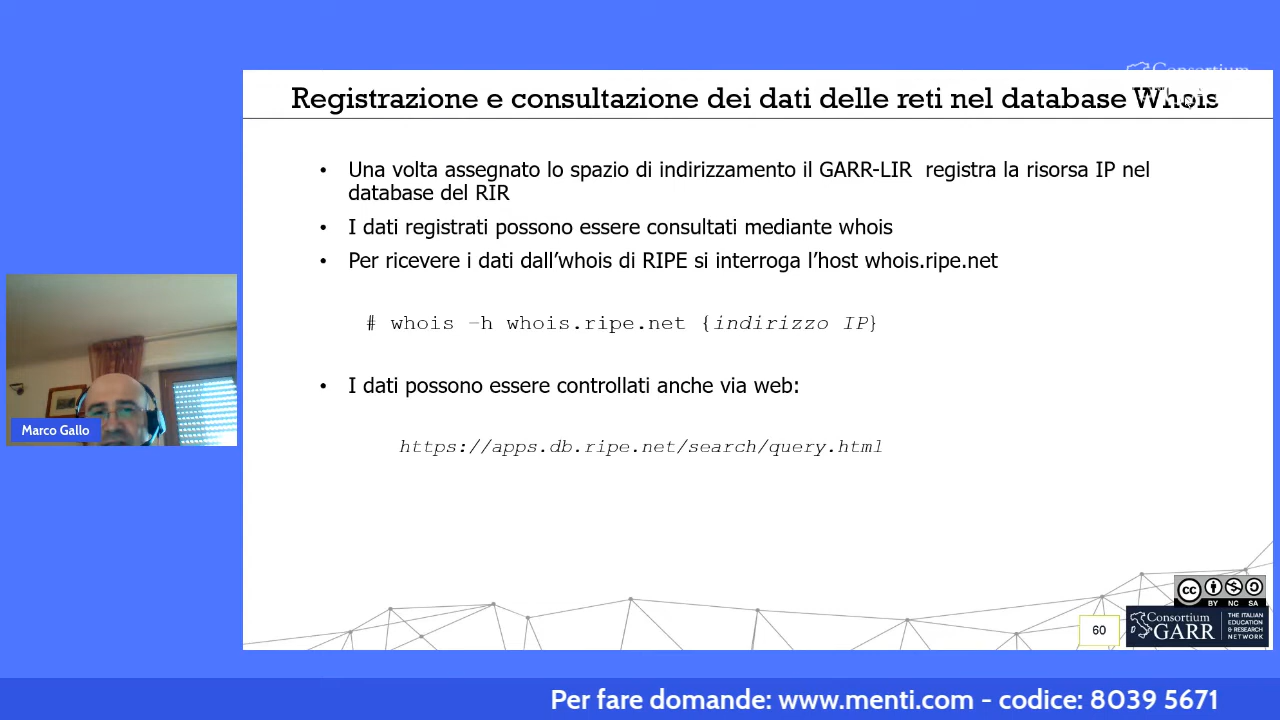 Consortium
Registrazione e consultazione dei dati delle reti nel database Whois
• Una volta assegnato lo spazio di indirizzamento il GARR-LIR registra la risorsa IP nel
database del RIR
• I dati registrati possono essere consultati mediante whois
• Per ricevere i dati dall’whois di RIPE si interroga l’host whois.ripe.net
# whois –h whois.ripe.net {indirizzo IP}
• I dati possono essere controllati anche via web:
https://apps.db.ripe.net/search/query.html
Marco Gallo
cc
BY NC SA
60
Consortium
GARR
THE ITALIAN
EDUCATION
& RESEARCH
NETWORK
Per fare domande: www.menti.com - codice: 8039 5671